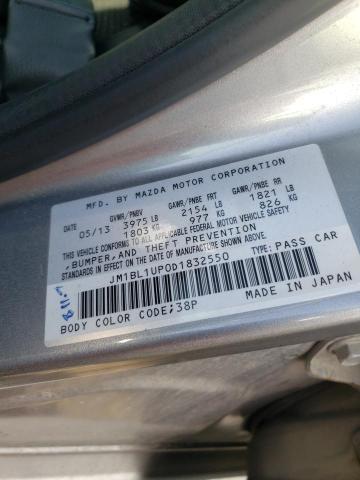 MFD. BY MAZDA MOTOR CORPORATION
GVWR/PNBV GAWR/PNBE FRT GAWR/PNBE RR
05/13 3975 LB 2154 LB 1821 LB
1803 KG 977 KG 826 KG
THIS VEHICLE CONFORMS TO ALL APPLICABLE FEDERAL MOTOR VEHICLE SAFETY
, BUMPER, AND THEFT PREVENTION
STANDARDS IN EFFECT ON THE DATE OF MANUFACTURE SHOWN ABOVE.
JM1BL1UP0D1832550 TYPE: PASS CAR
MADE IN JAPAN
BODY COLOR CODE;38P